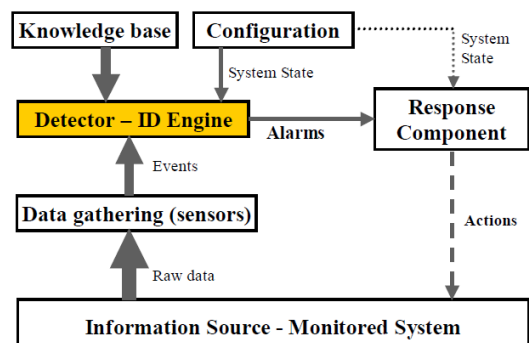 Knowledge base
Configuration
System
State
System State
Detector – ID Engine
Alarms
Response
Component
Events
Data gathering (sensors)
Actions
Raw data
Information Source - Monitored System